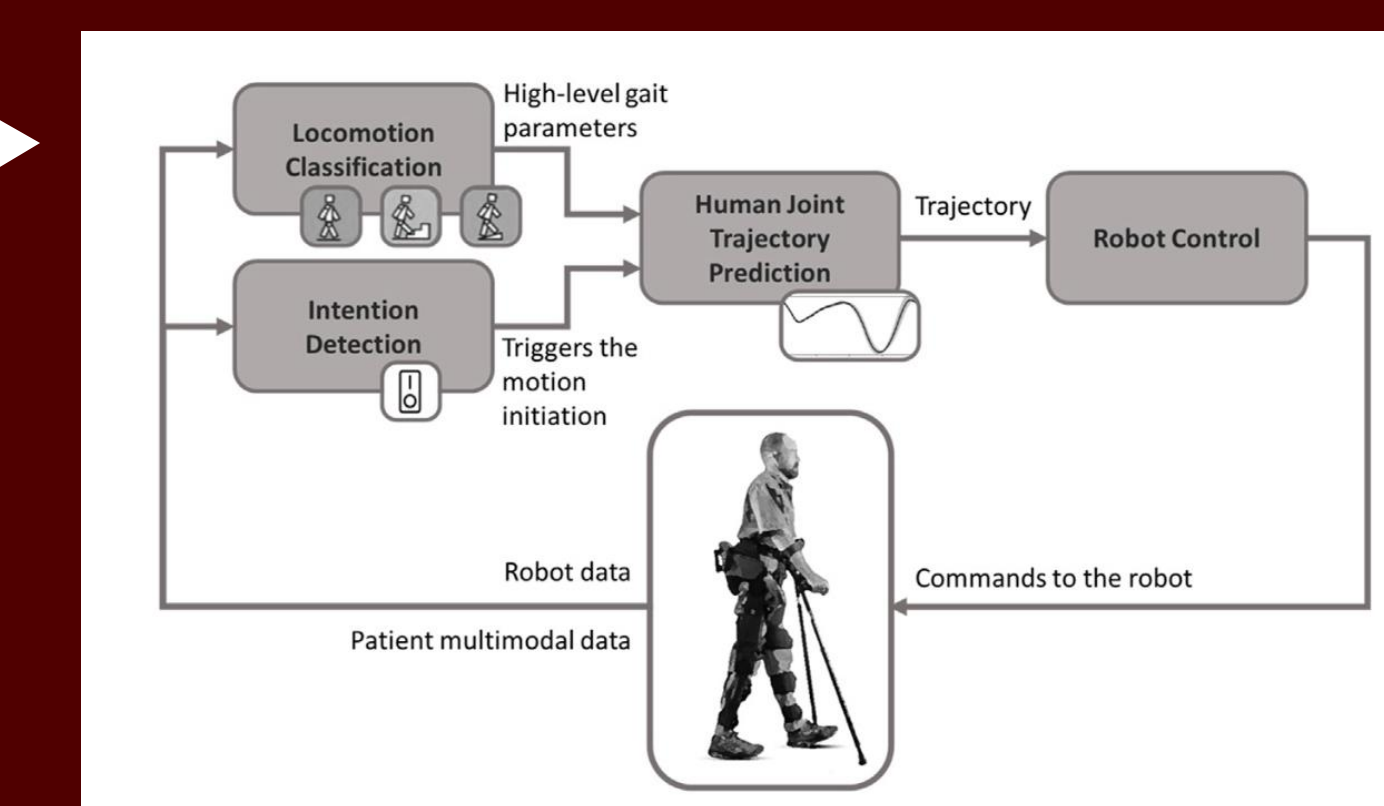 High-level gait
parameters
Locomotion
Classification
Human Joint
Trajectory
Prediction
Trajectory
Robot Control
Intention
Detection
Triggers the
motion
initiation
Robot data
Commands to the robot
Patient multimodal data